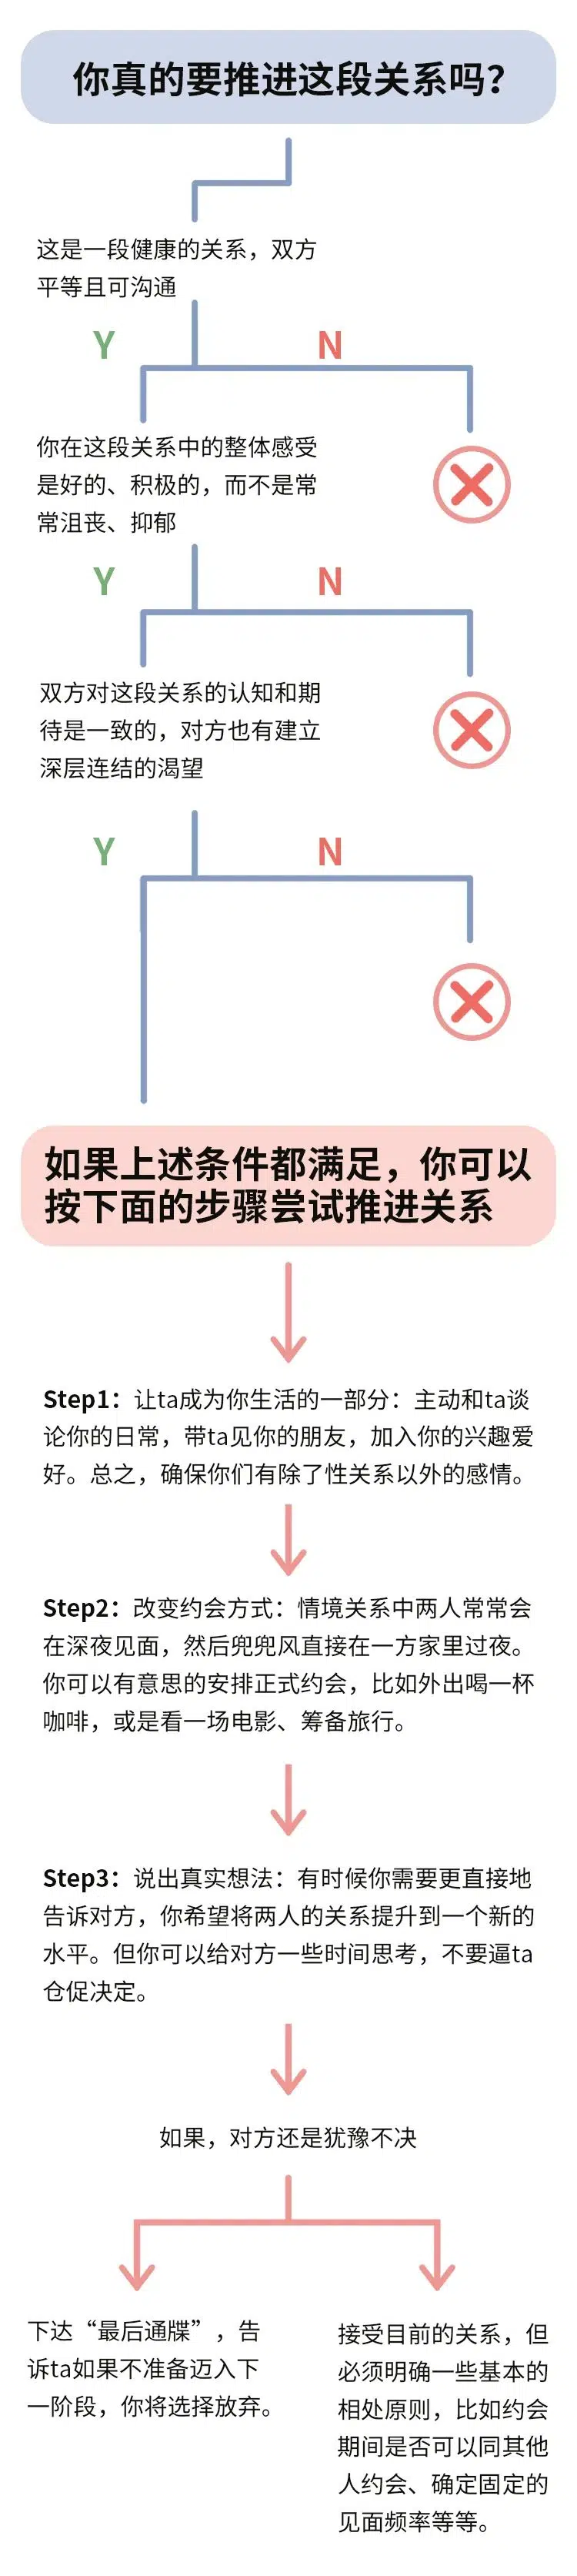 你真的要推进这段关系吗？
这是一段健康的关系，双方
平等且可沟通
Y
N
你在这段关系中的整体感受
是好的、积极的，而不是常
常沮丧、抑郁
Y
N
双方对这段关系的认知和期
待是一致的，对方也有建立
深层连结的渴望
Y
N
如果上述条件都满足，你可以
按下面的步骤尝试推进关系
Step1：让ta成为你生活的一部分：主动和ta谈
论你的日常，带ta见你的朋友，加入你的兴趣爱
好。总之，确保你们有除了性关系以外的感情。
Step2：改变约会方式：情境关系中两人常常会
在深夜见面，然后兜兜风直接在一方家里过夜。
你可以有意思的安排正式约会，比如外出喝一杯
咖啡，或是看一场电影、筹备旅行。
Step3：说出真实想法：有时候你需要更直接地
告诉对方，你希望将两人的关系提升到一个新的
水平。但你可以给对方一些时间思考，不要逼ta
仓促决定。
如果，对方还是犹豫不决
下达“最后通牒”，告
诉ta如果不准备迈入下
一阶段，你将选择放弃。
接受目前的关系，但
必须明确一些基本的
相处原则，比如约会
期间是否可以同其他
人约会、确定固定的
见面频率等等。